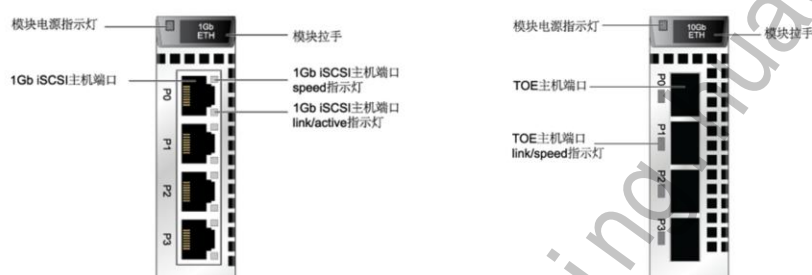 模块电源指示灯
1Gb
ETH
模块拉手
1Gb iSCSI主机端口
1Gb iSCSI主机端口
speed指示灯
1Gb iSCSI主机端口
link/active指示灯
P0
P1
P2
P3
模块电源指示灯
10Gb
ETH
模块拉手
TOE主机端口
TOE主机端口
link/speed指示灯
P0
P1
P2
P3